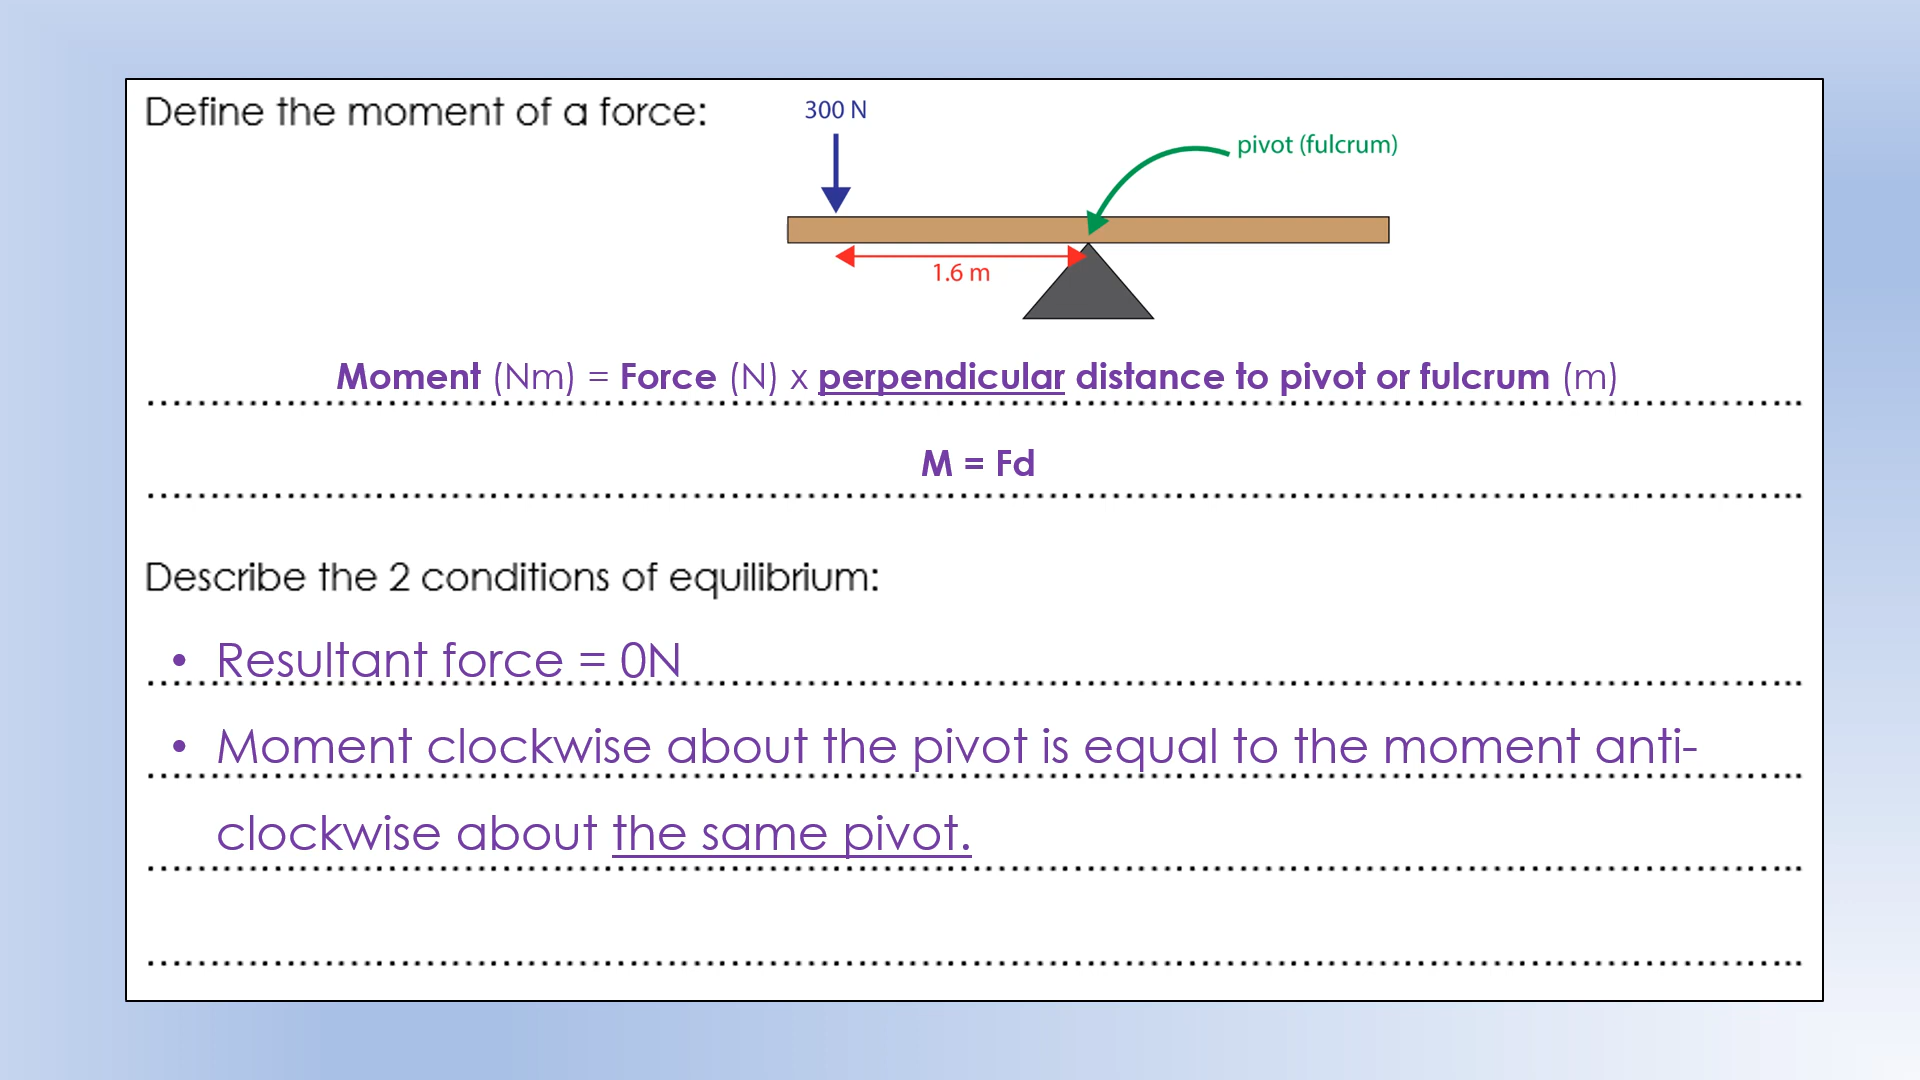 Define the moment of a force:
300 N
pivot (fulcrum)
1.6 m
Moment (Nm) = Force (N) x perpendicular distance to pivot or fulcrum (m)
M = Fd
Describe the 2 conditions of equilibrium:
• Resultant force = 0N
• Moment clockwise about the pivot is equal to the moment anti-
clockwise about the same pivot.